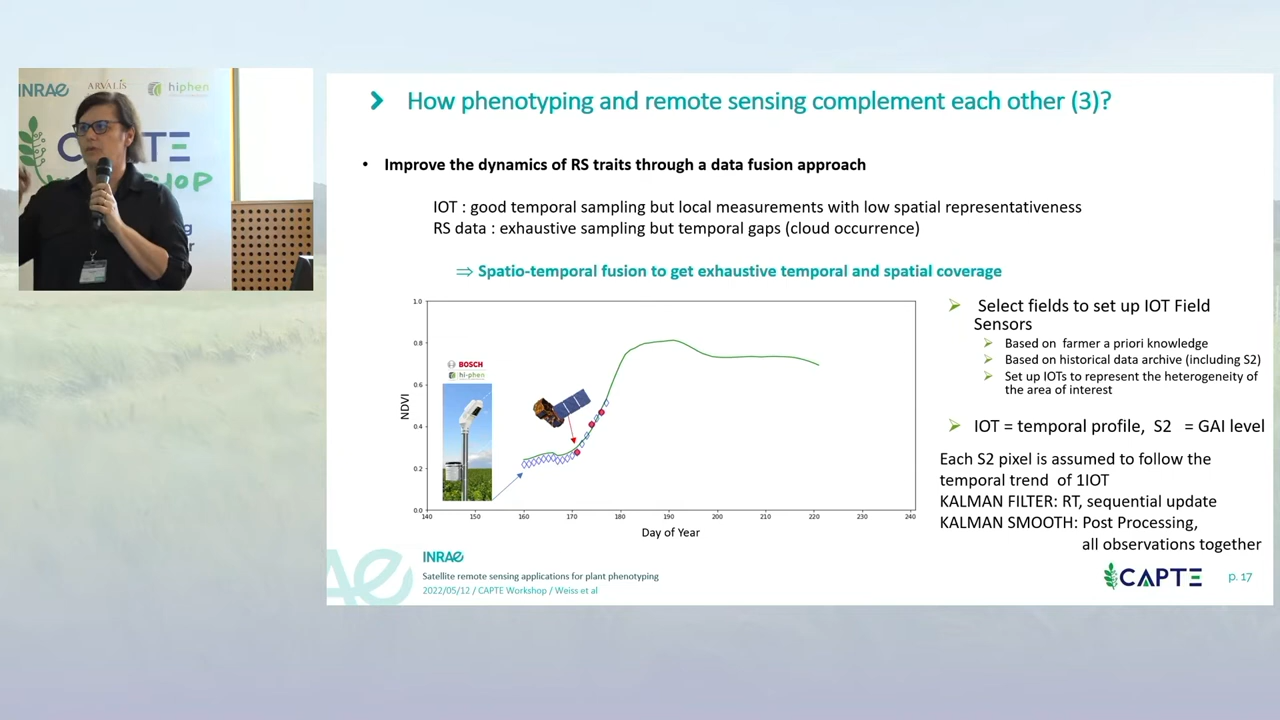 INRAE
ARVALIS
hiphen
How phenotyping and remote sensing complement each other (3)?
• Improve the dynamics of RS traits through a data fusion approach
IOT : good temporal sampling but local measurements with low spatial representativeness
RS data : exhaustive sampling but temporal gaps (cloud occurrence)
⇒ Spatio-temporal fusion to get exhaustive temporal and spatial coverage
1.0
0.8
0.6
0.4
0.2
0.0
NDVI
BOSCH
hi-phen
140 150 160 170 180 190 200 210 220 230 240
Day of Year
Select fields to set up IOT Field
Sensors
Based on farmer a priori knowledge
Based on historical data archive (including S2)
Set up IOTs to represent the heterogeneity of
the area of interest
IOT = temporal profile, S2 = GAI level
Each S2 pixel is assumed to follow the
temporal trend of 1IOT
KALMAN FILTER: RT, sequential update
KALMAN SMOOTH: Post Processing,
all observations together
INRAE
Satellite remote sensing applications for plant phenotyping
2022/05/12 / CAPTE Workshop / Weiss et al
CAPTE
p. 17